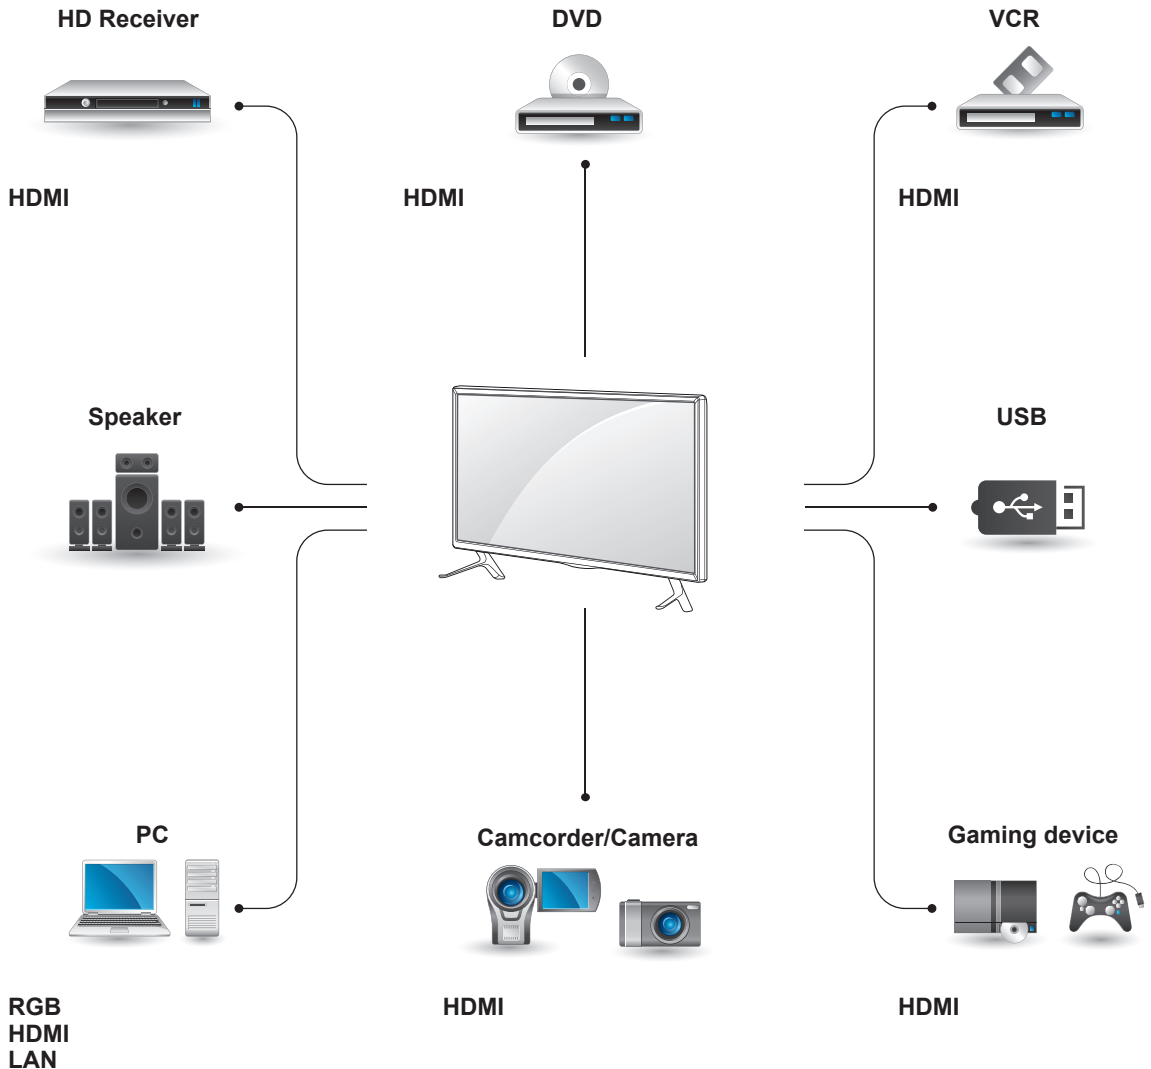 HD Receiver
DVD
VCR
HDMI
HDMI
HDMI
Speaker
USB
PC
Camcorder/Camera
Gaming device
RGB
HDMI
LAN
HDMI
HDMI